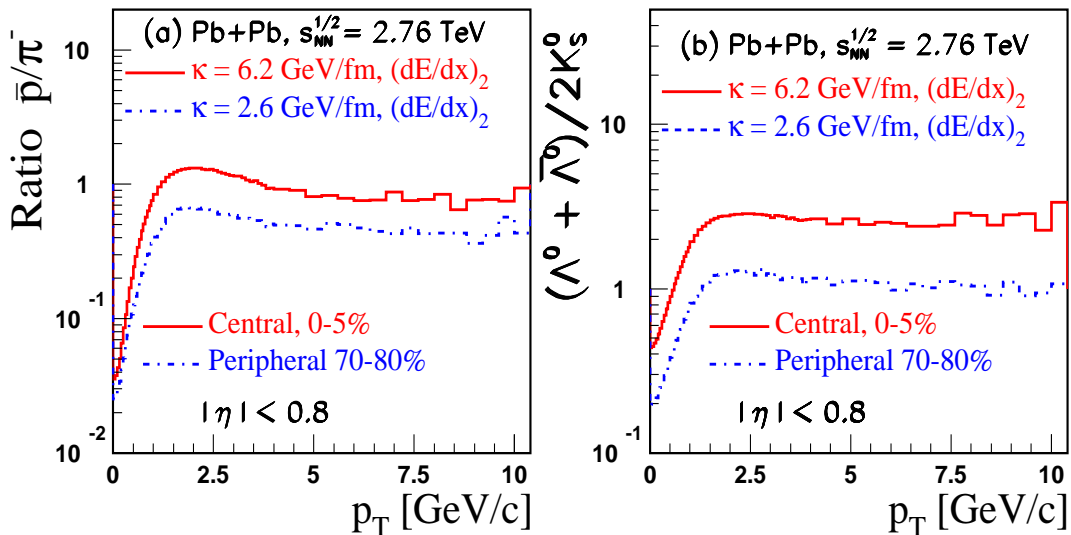 Ratio p̄/π⁻
(a) Pb+Pb, s_NN^1/2 = 2.76 TeV
κ = 6.2 GeV/fm, (dE/dx)₂
κ = 2.6 GeV/fm, (dE/dx)₂
Central, 0-5%
Peripheral 70-80%
| η | < 0.8
10
1
10⁻¹
10⁻²
0 2.5 5 7.5 10
p_T [GeV/c]
(Λ⁰ + Λ̄⁰)/2K⁰_s
(b) Pb+Pb, s_NN^1/2 = 2.76 TeV
κ = 6.2 GeV/fm, (dE/dx)₂
κ = 2.6 GeV/fm, (dE/dx)₂
Central, 0-5%
Peripheral 70-80%
| η | < 0.8
10
1
10⁻¹
0 2.5 5 7.5 10
p_T [GeV/c]